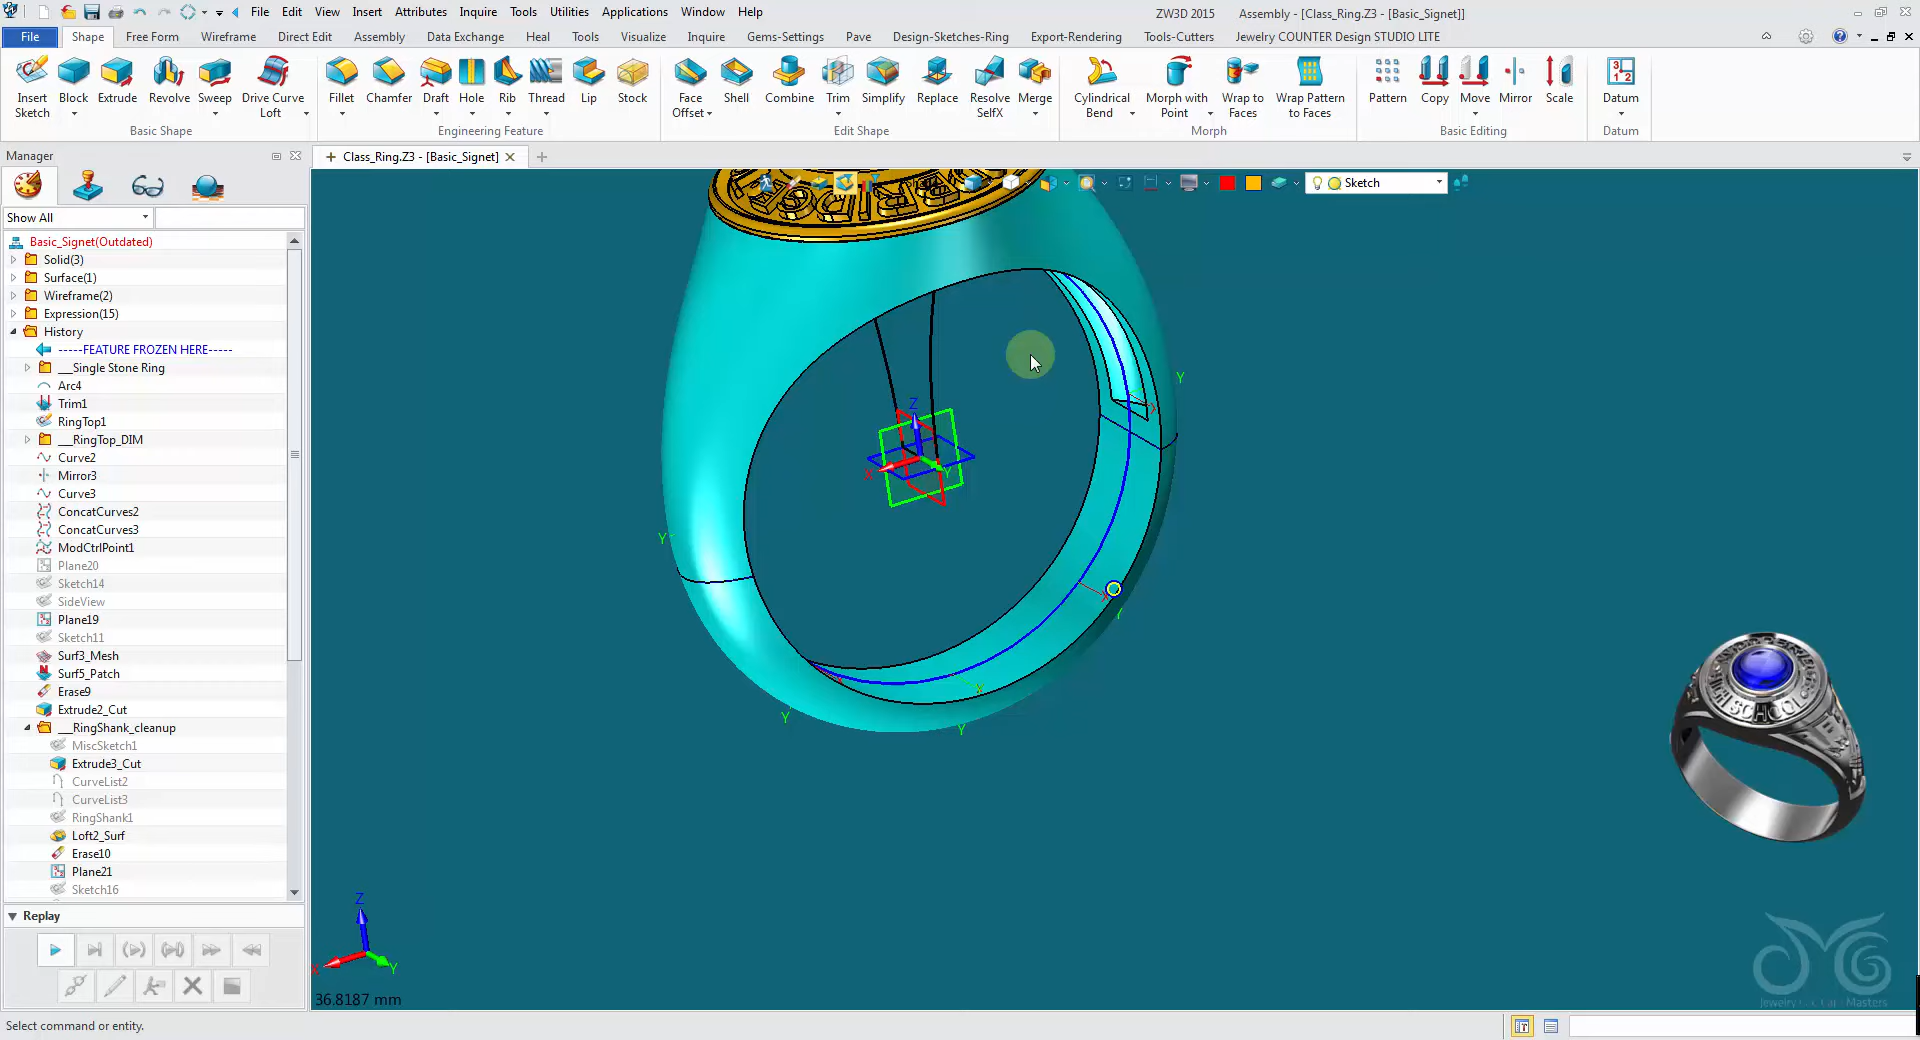 File Edit View Insert Attributes Inquire Tools Utilities Applications Window Help
ZW3D 2015 Assembly - [Class_Ring.Z3 - [Basic_Signet]]
File Shape Free Form Wireframe Direct Edit Assembly Data Exchange Heal Tools Visualize Inquire Gems-Settings Pave Design-Sketches-Ring Export-Rendering Tools-Cutters Jewelry COUNTER Design STUDIO LITE
Insert Sketch Block Extrude Revolve Sweep Drive Curve Loft Fillet Chamfer Draft Hole Rib Thread Lip Stock Face Offset Shell Combine Trim Simplify Replace Resolve SelfX Merge Cylindrical Bend Morph with Point Wrap to Faces Wrap Pattern to Faces Pattern Copy Move Mirror Scale Datum
Basic Shape Engineering Feature Edit Shape Morph Basic Editing Datum
Manager
Class_Ring.Z3 - [Basic_Signet]
Sketch
Show All
Basic_Signet(Outdated)
Solid(3)
Surface(1)
Wireframe(2)
Expression(15)
History
-----FEATURE FROZEN HERE-----
___Single Stone Ring
Arc4
Trim1
RingTop1
___RingTop_DIM
Curve2
Mirror3
Curve3
ConcatCurves2
ConcatCurves3
ModCtrlPoint1
Plane20
Sketch14
SideView
Plane19
Sketch11
Surf3_Mesh
Surf5_Patch
Erase9
Extrude2_Cut
___RingShank_cleanup
MiscSketch1
Extrude3_Cut
CurveList2
CurveList3
RingShank1
Loft2_Surf
Erase10
Plane21
Sketch16
Replay
Z
X
Y
Y
Y
Y
Y
Y
SCHOOL
Z
X
Y
36.8187 mm
Select command or entity.